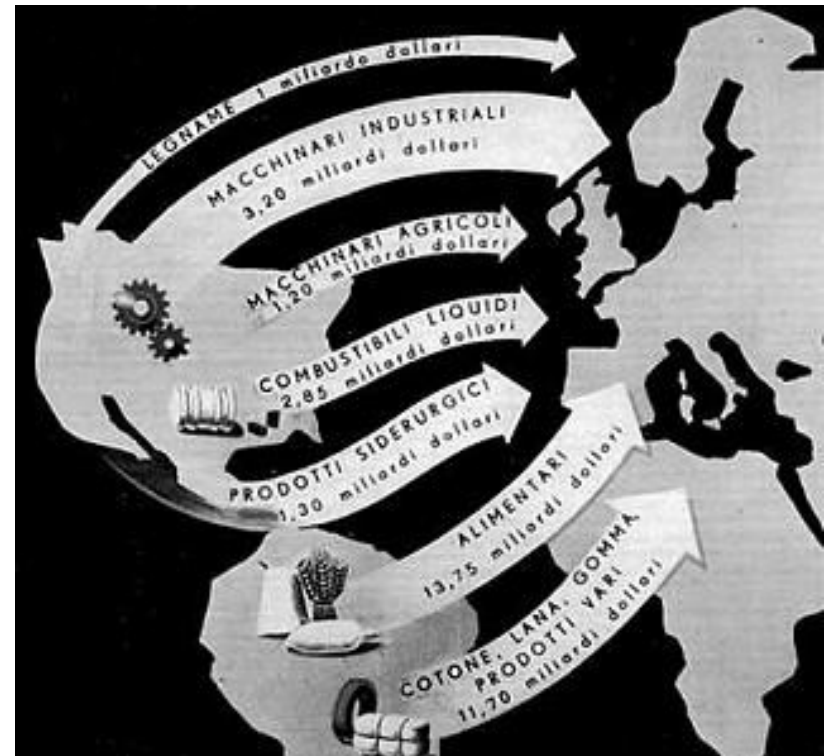 LEGNAME 1 miliardo dollari
MACCHINARI INDUSTRIALI
3,20 miliardi dollari
MACCHINARI AGRICOLI
1,20 miliardi dollari
COMBUSTIBILI LIQUIDI
2,85 miliardi dollari
PRODOTTI SIDERURGICI
1,30 miliardi dollari
ALIMENTARI
13,75 miliardi dollari
COTONE, LANA, GOMMA
PRODOTTI VARI
11,70 miliardi dollari